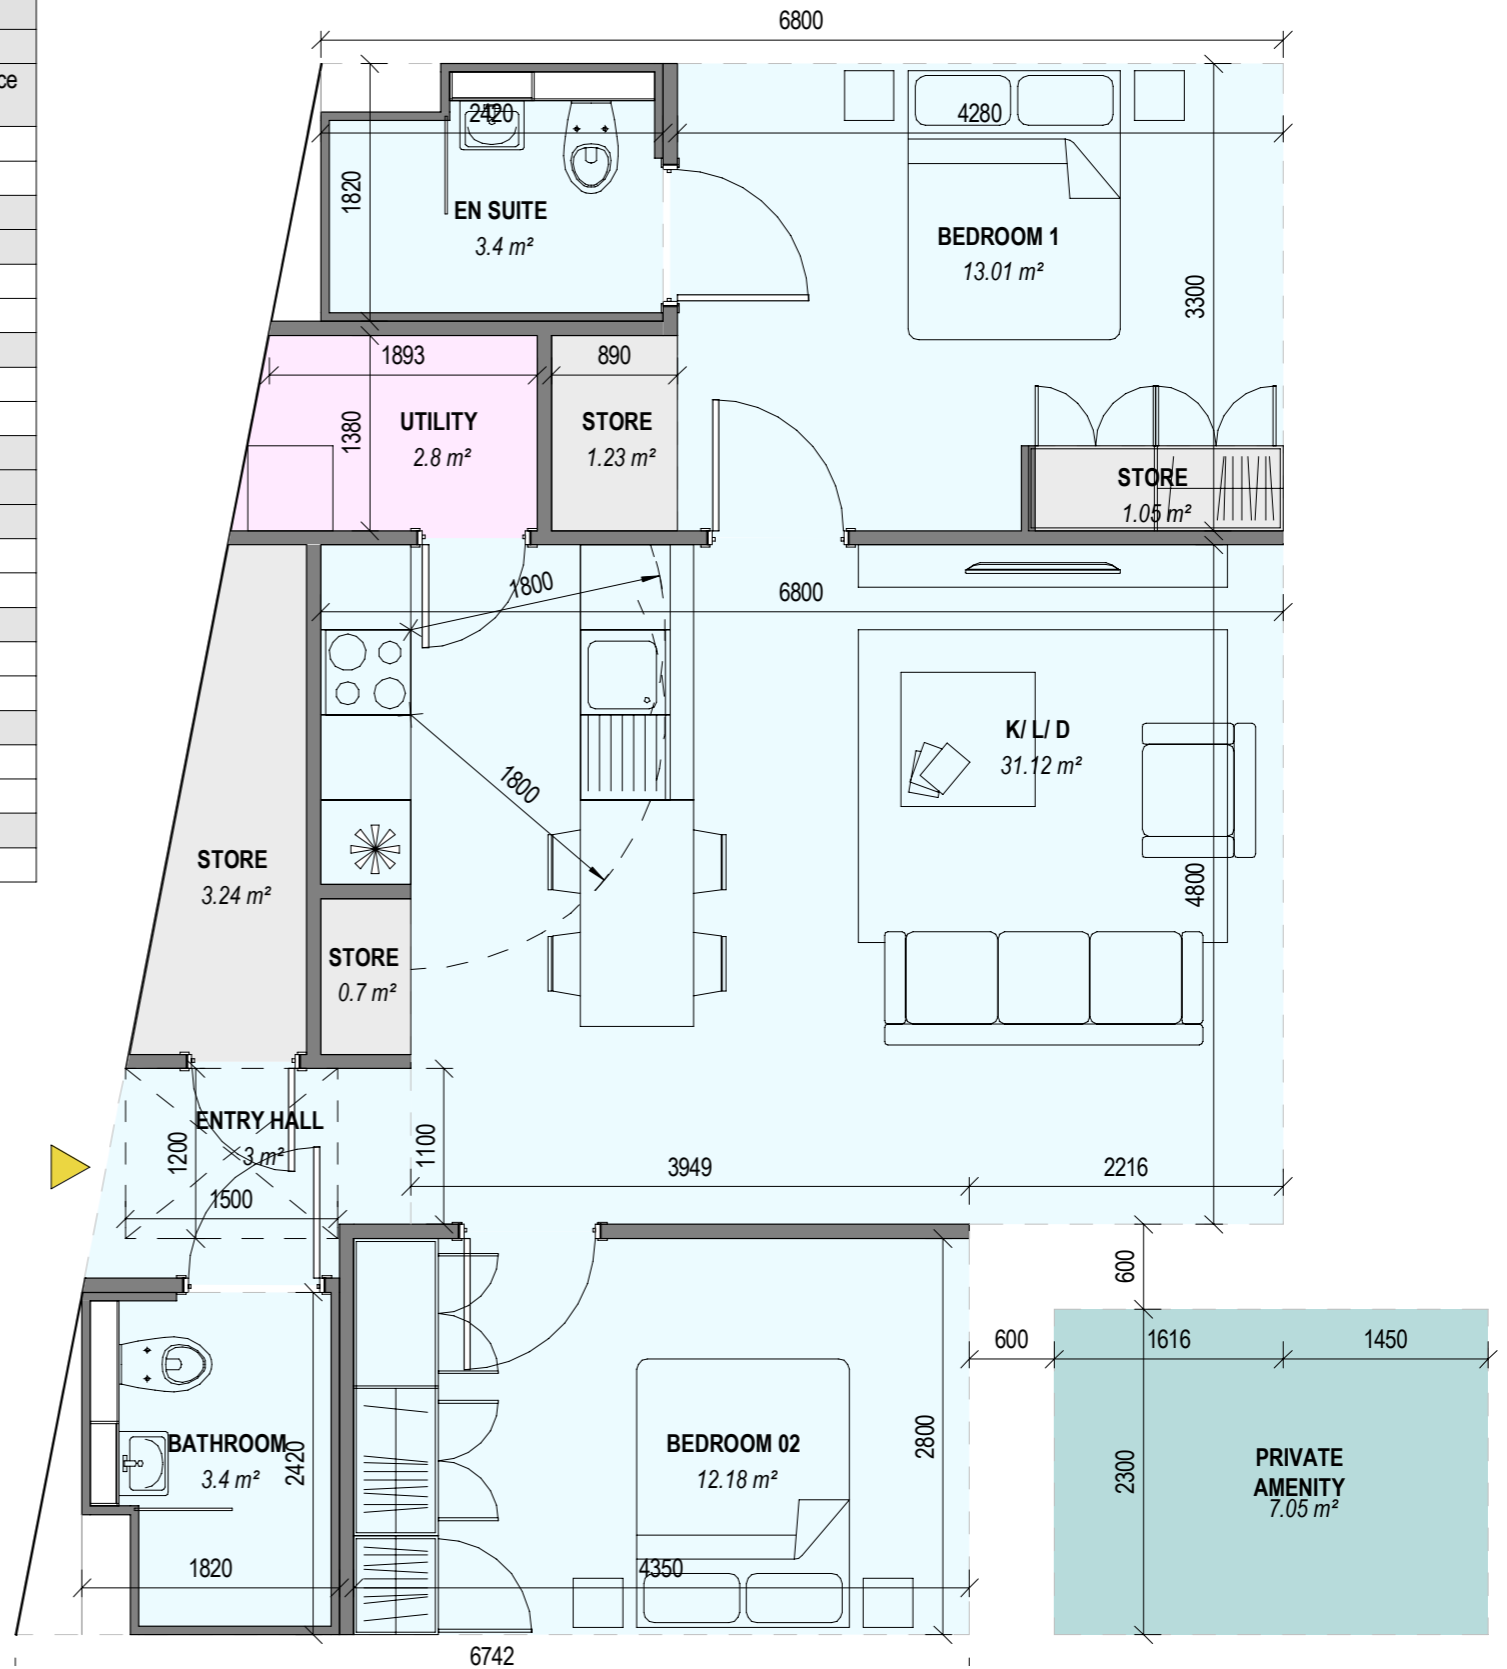 6800
ce
2420
4280
1820
EN SUITE
3.4 m²
BEDROOM 1
13.01 m²
3300
1893
890
1380
UTILITY
2.8 m²
STORE
1.23 m²
STORE
1.05 m²
1800
6800
K/ L/ D
31.12 m²
1800
STORE
3.24 m²
4800
STORE
0.7 m²
ENTRY HALL
3 m²
1200
1100
1500
3949
2216
600
600
1616
1450
BATHROOM
3.4 m²
2420
BEDROOM 02
12.18 m²
2800
2300
PRIVATE
AMENITY
7.05 m²
1820
4350
6742